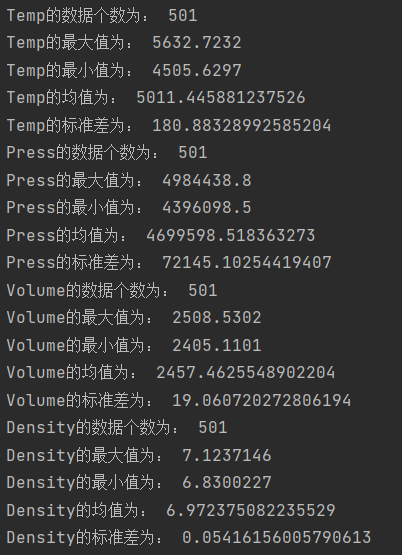 Temp的数据个数为： 501
Temp的最大值为： 5632.7232
Temp的最小值为： 4505.6297
Temp的均值为： 5011.445881237526
Temp的标准差为： 180.88328992585204
Press的数据个数为： 501
Press的最大值为： 4984438.8
Press的最小值为： 4396098.5
Press的均值为： 4699598.518363273
Press的标准差为： 72145.10254419407
Volume的数据个数为： 501
Volume的最大值为： 2508.5302
Volume的最小值为： 2405.1101
Volume的均值为： 2457.4625548902204
Volume的标准差为： 19.060720272806194
Density的数据个数为： 501
Density的最大值为： 7.1237146
Density的最小值为： 6.8300227
Density的均值为： 6.972375082235529
Density的标准差为： 0.05416156005790613